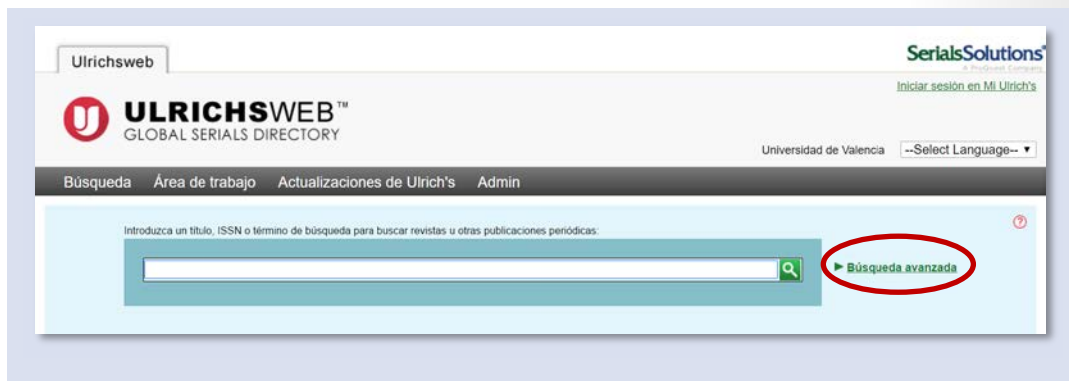 Ulrichsweb
SerialsSolutions
A ProQuest Company
Iniciar sesión en Mi Ulrich's
ULRICHSWEB™
GLOBAL SERIALS DIRECTORY
Universidad de Valencia --Select Language--
Búsqueda Área de trabajo Actualizaciones de Ulrich's Admin
Introduzca un título, ISSN o término de búsqueda para buscar revistas u otras publicaciones periódicas:
Búsqueda avanzada